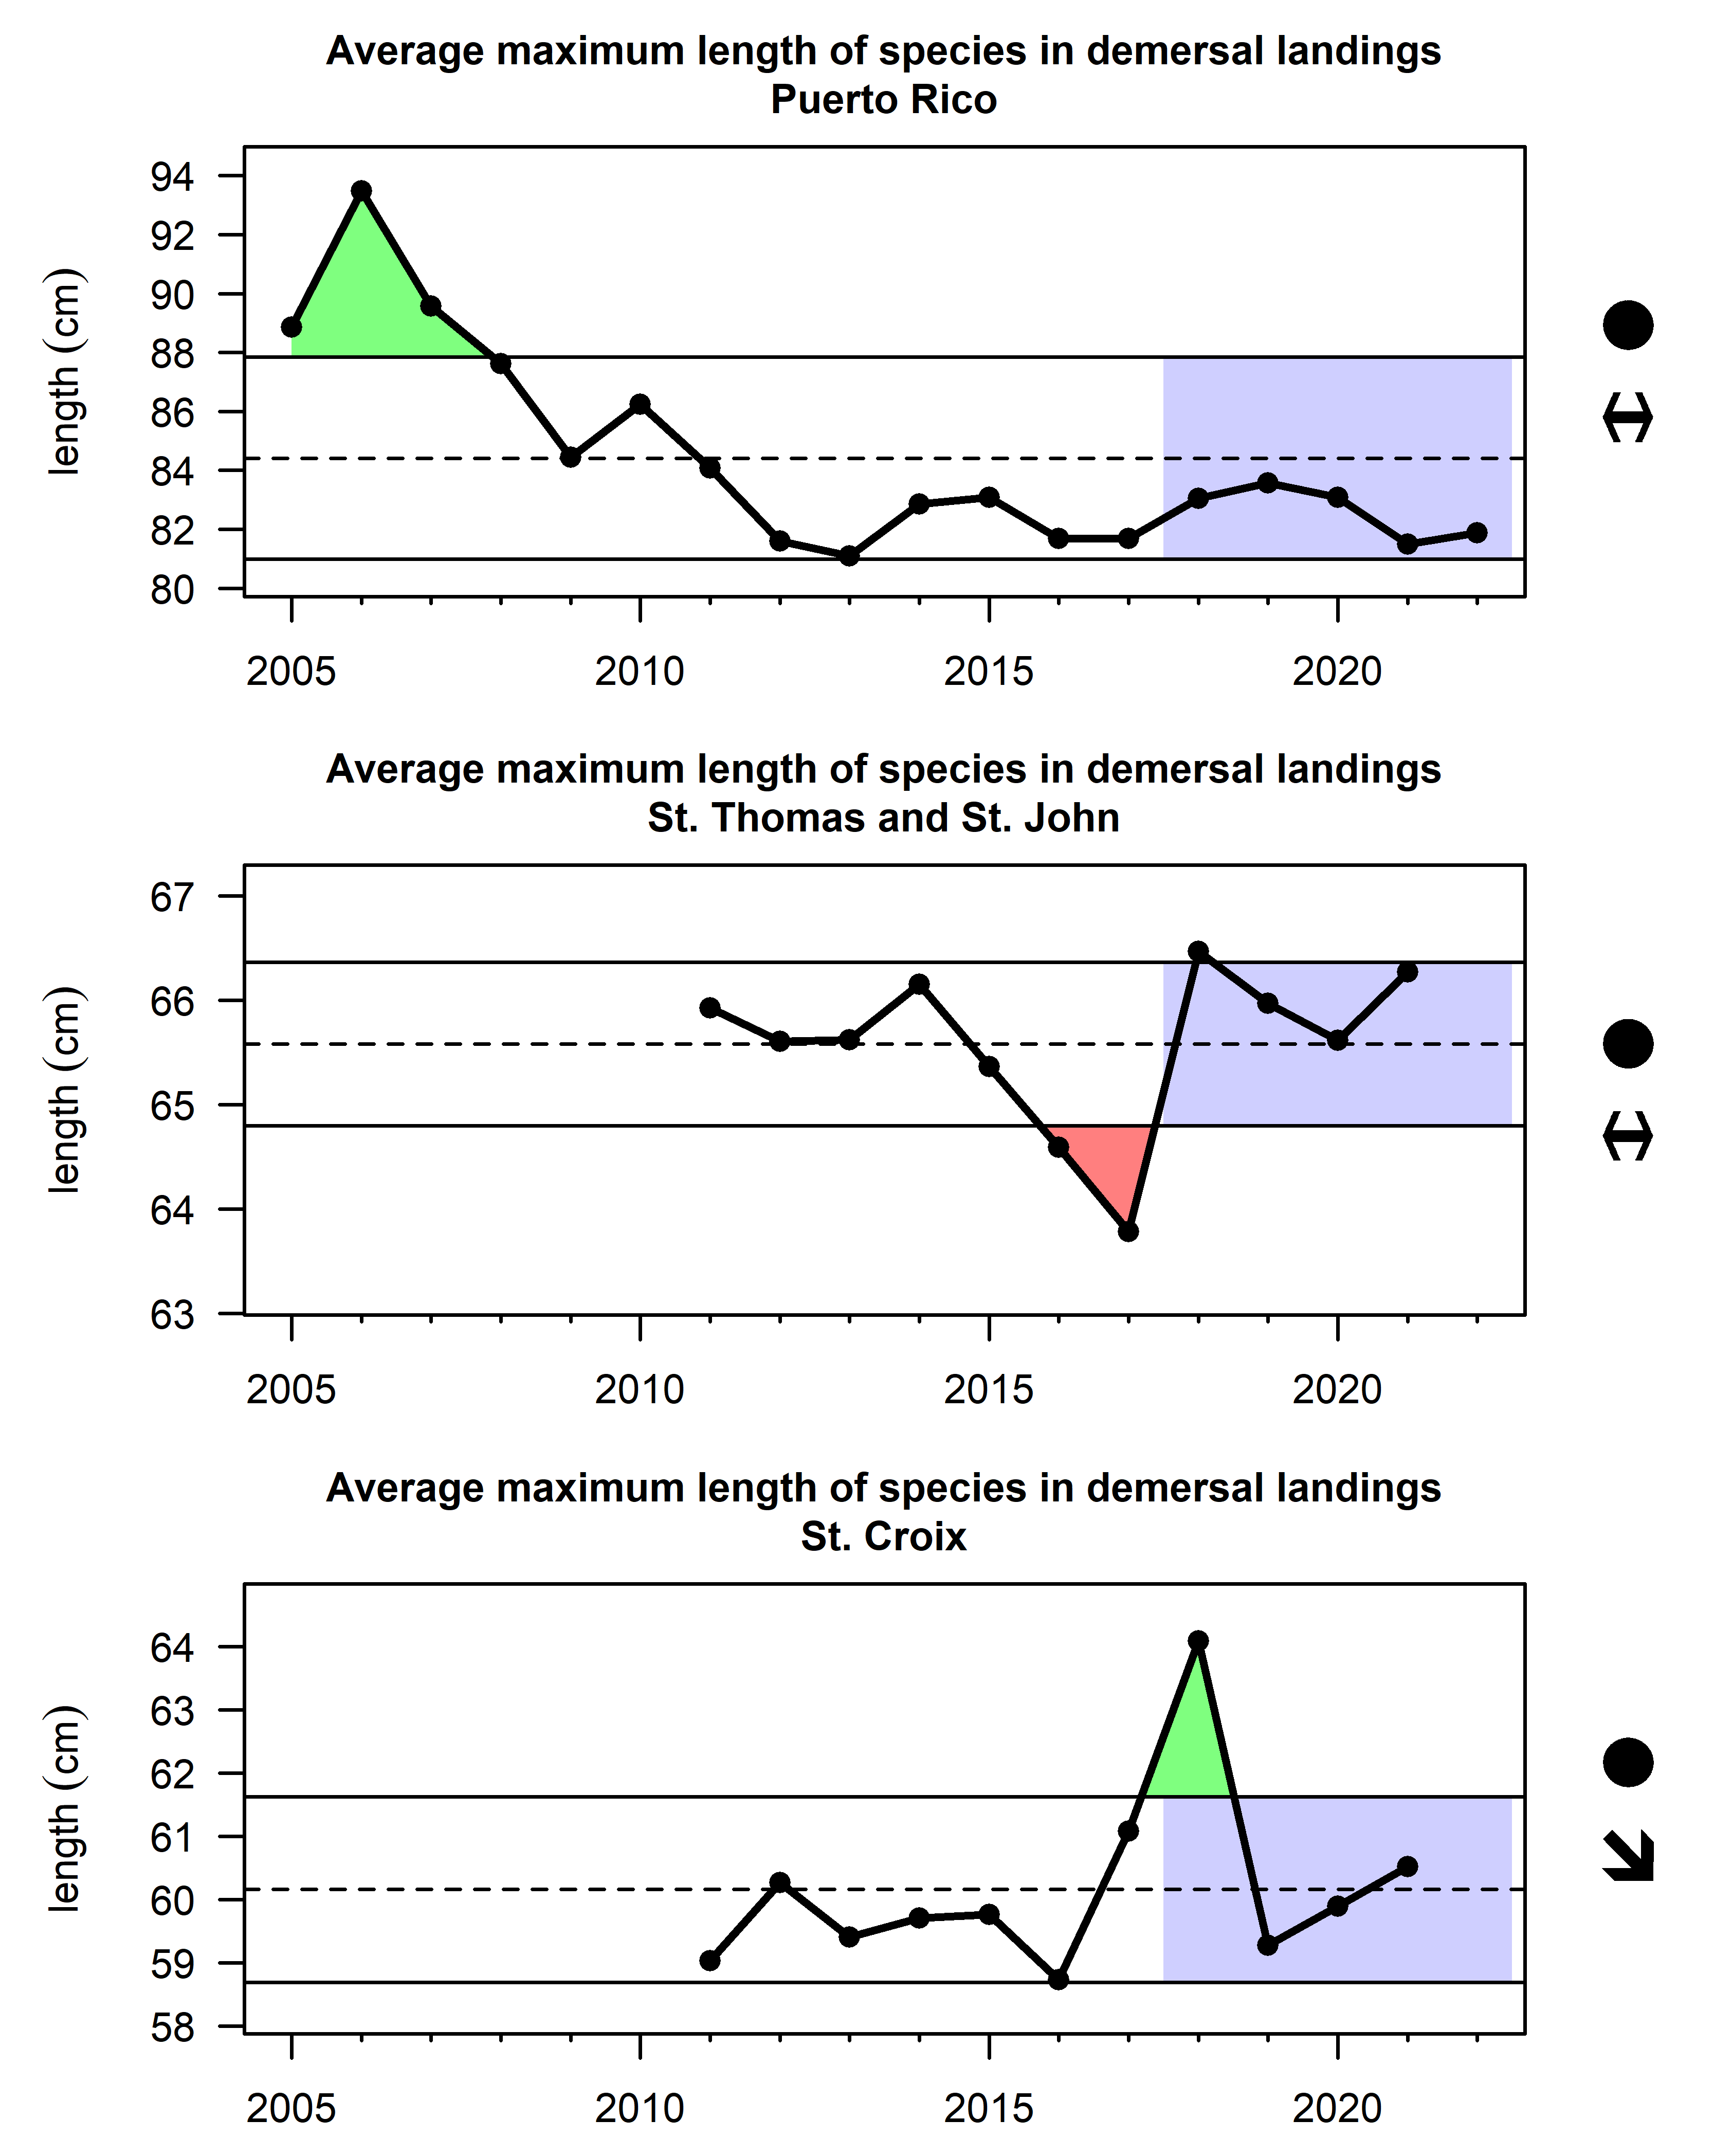 Average maximum length of species in demersal landings
Puerto Rico
length (cm)
94
92
90
88
86
84
82
80
2005 2010 2015 2020
Average maximum length of species in demersal landings
St. Thomas and St. John
length (cm)
67
66
65
64
63
2005 2010 2015 2020
Average maximum length of species in demersal landings
St. Croix
length (cm)
64
63
62
61
60
59
58
2005 2010 2015 2020